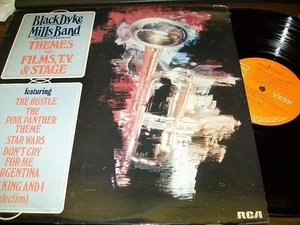 Black Dyke
Mills Band
THEMES
FILMS, T.V.
& STAGE
featuring
THE HUSTLE
THE
PINK PANTHER
THEME
STAR WARS
DON'T CRY
FOR ME
ARGENTINA
KING AND I
election)
RCA
Victor